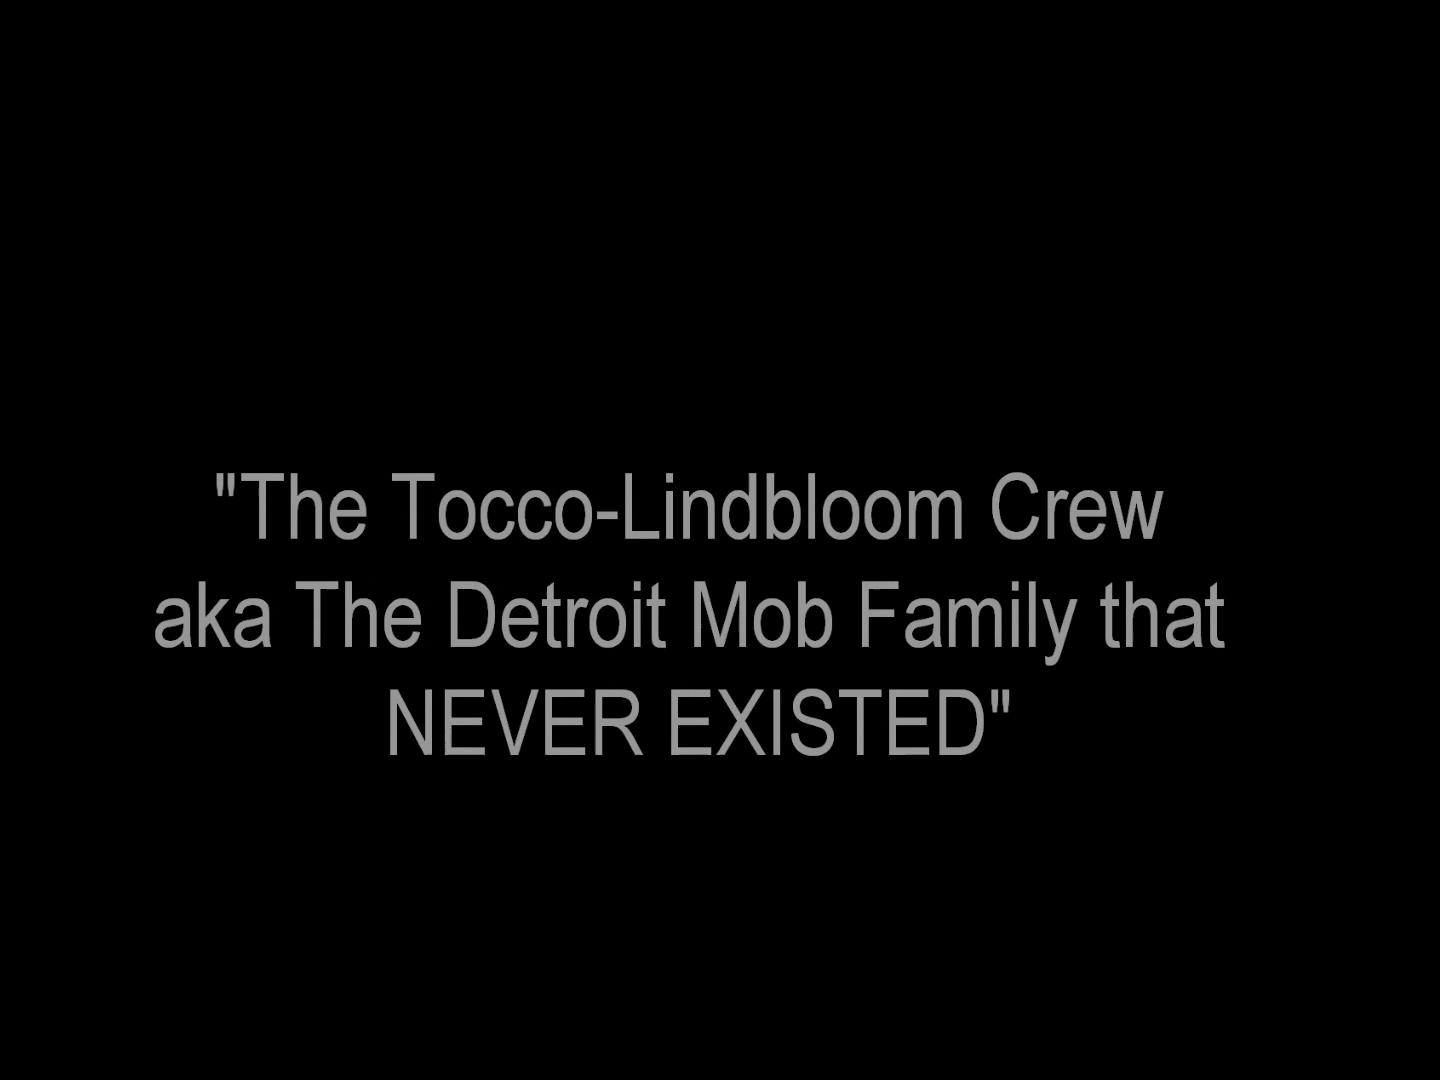 "The Tocco-Lindbloom Crew
aka The Detroit Mob Family that
NEVER EXISTED"